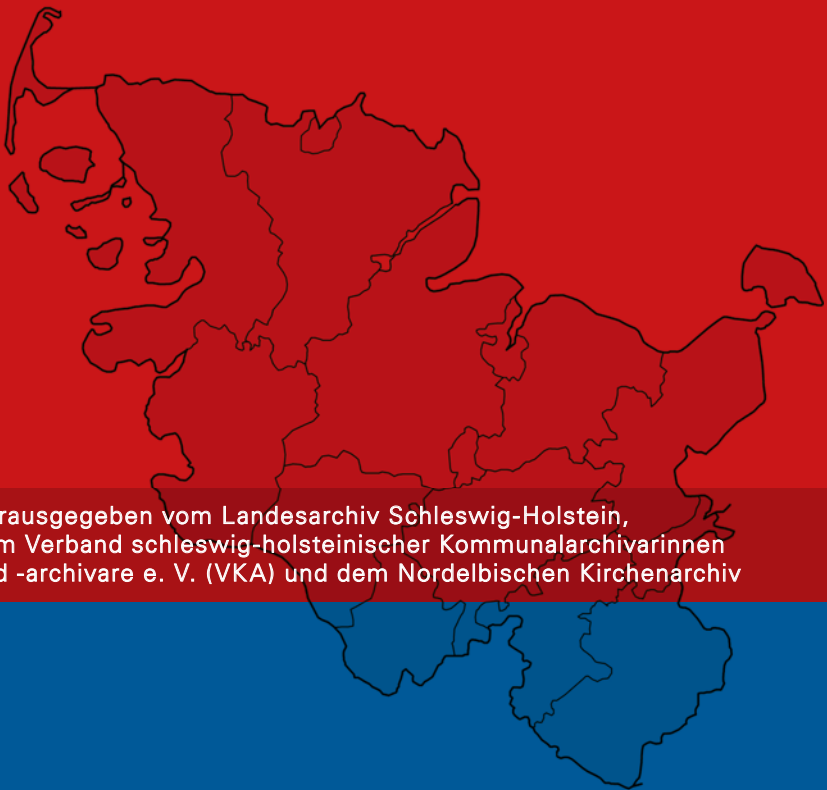 rausgegeben vom Landesarchiv Schleswig-Holstein,
m Verband schleswig-holsteinischer Kommunalarchivarinnen
d -archivare e. V. (VKA) und dem Nordelbischen Kirchenarchiv